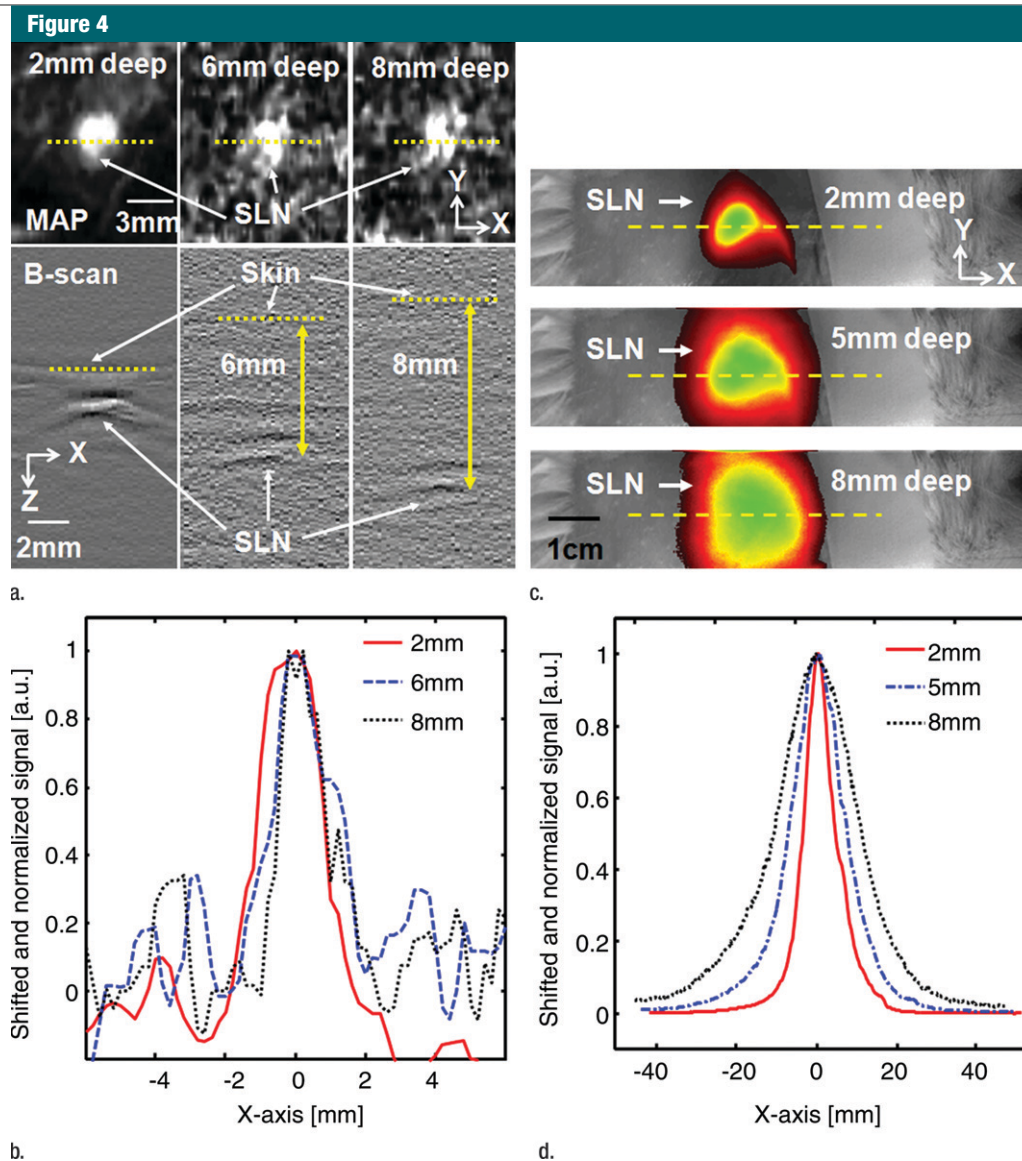 Figure 4
2mm deep
6mm deep
8mm deep
MAP
3mm
SLN
Y
X
B-scan
Skin
6mm
8mm
X
Z
2mm
SLN
a.
SLN
2mm deep
Y
X
SLN
5mm deep
SLN
8mm deep
1cm
c.
Shifted and normalized signal [a.u.]
1
0.8
0.6
0.4
0.2
0
2mm
6mm
8mm
-4
-2
0
2
4
X-axis [mm]
b.
Shifted and normalized signal [a.u.]
1
0.8
0.6
0.4
0.2
0
2mm
5mm
8mm
-40
-20
0
20
40
X-axis [mm]
d.